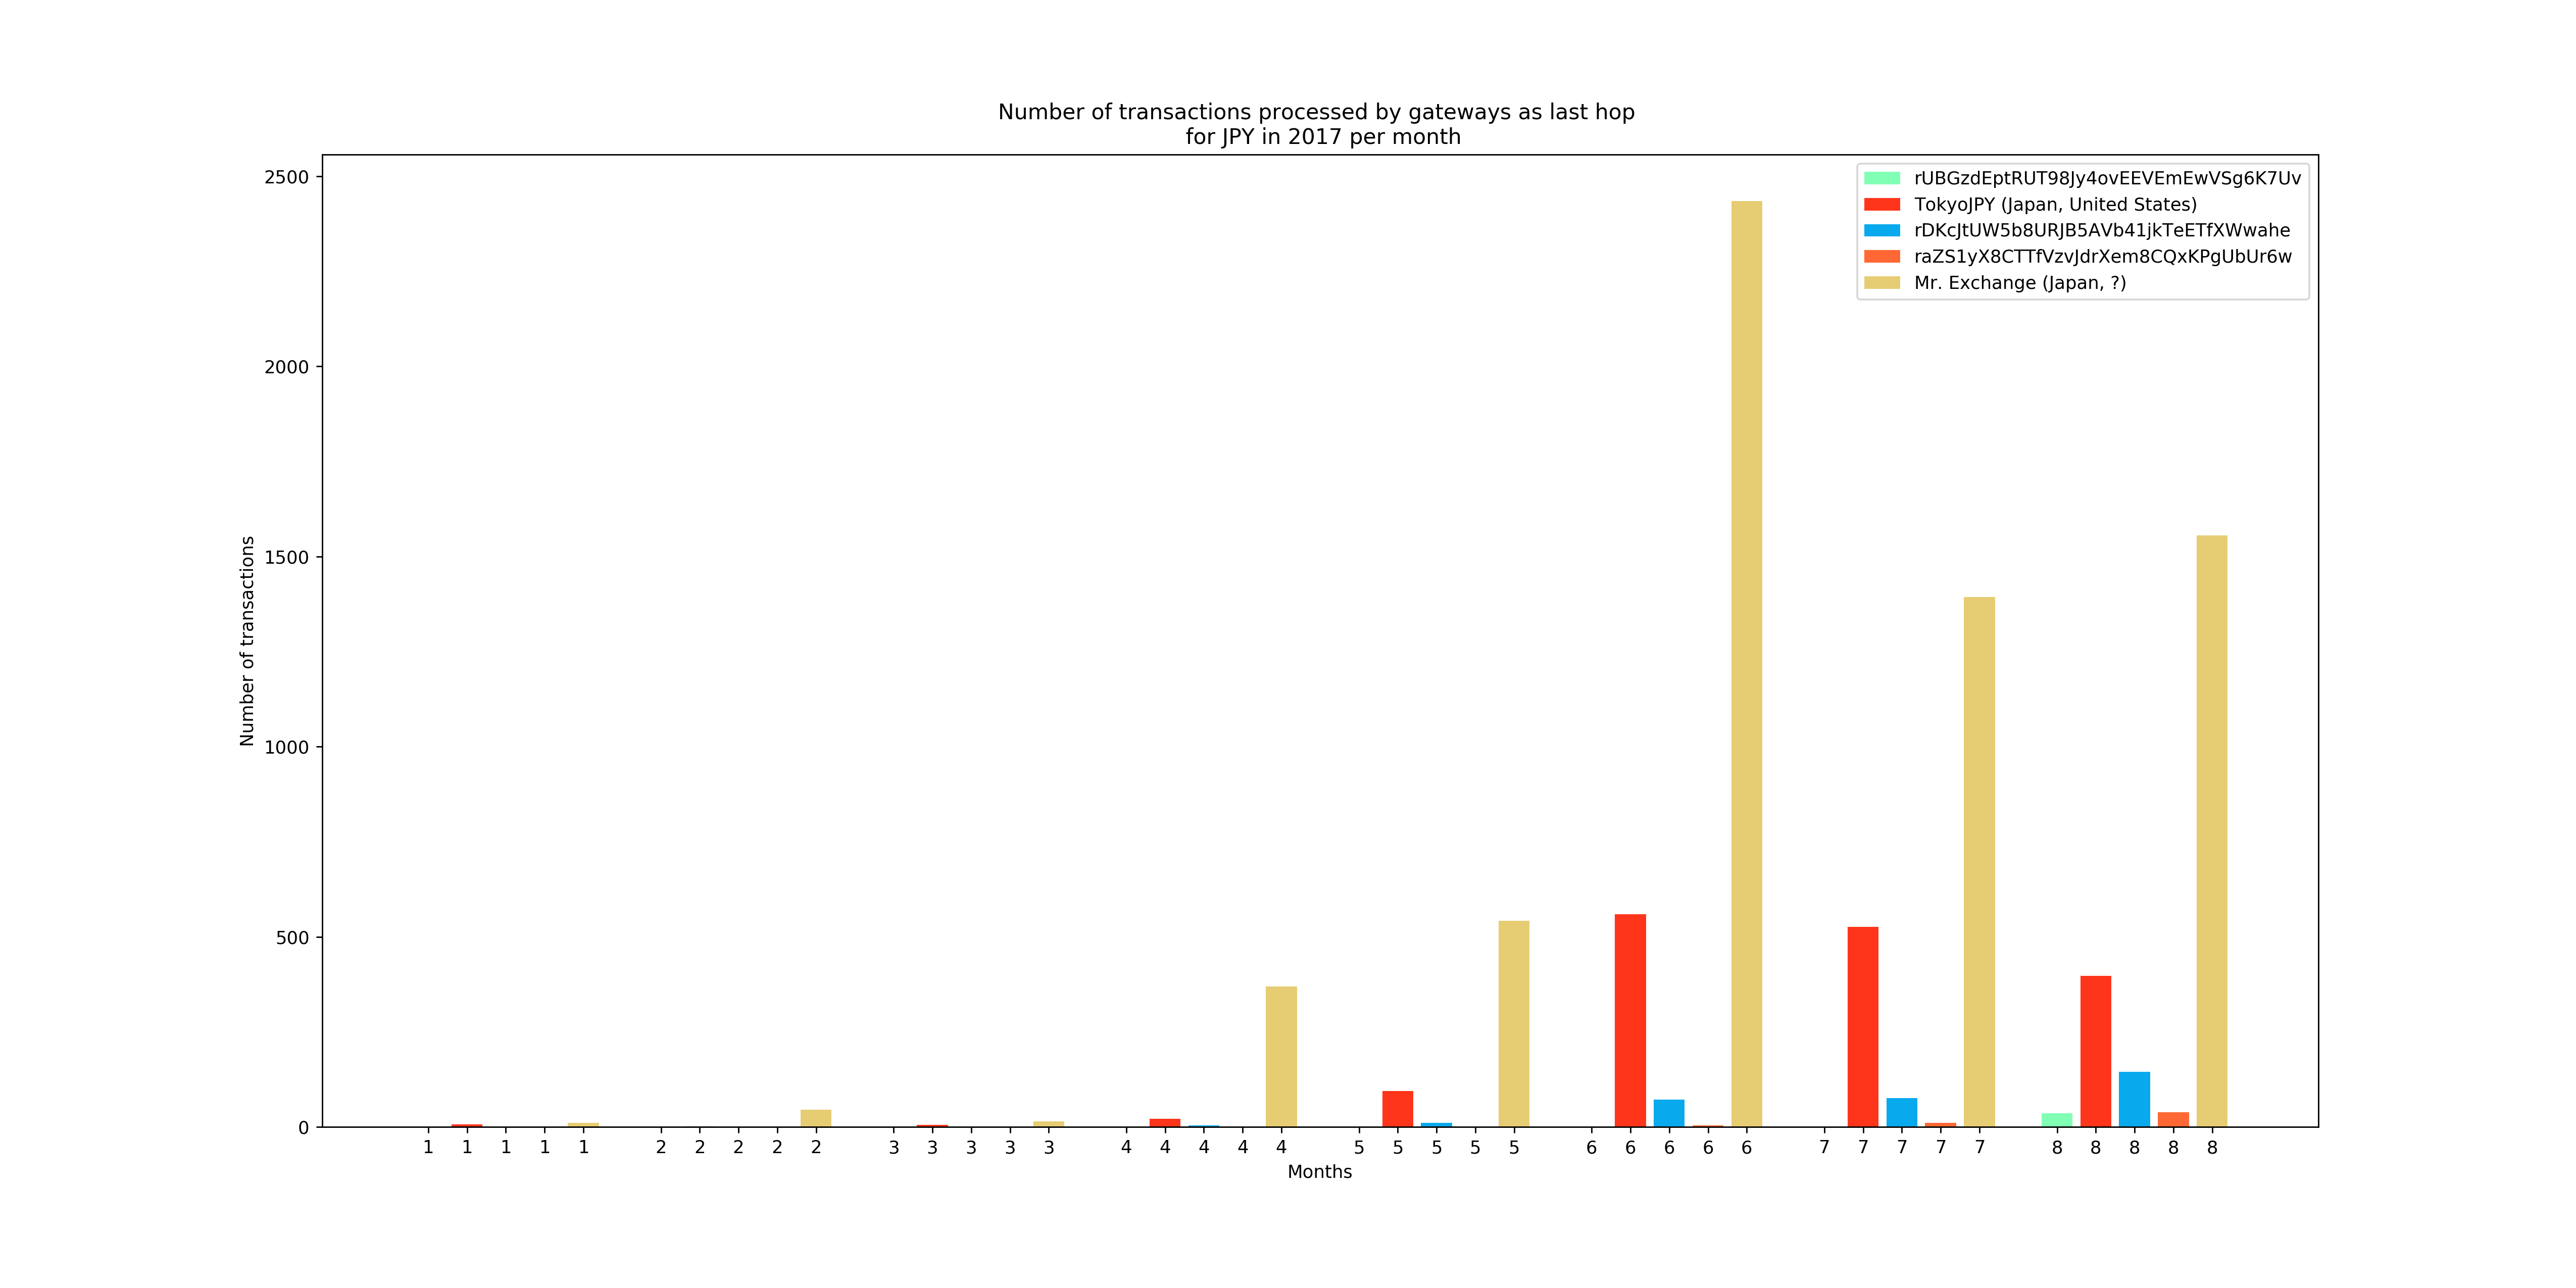 Number of transactions processed by gateways as last hop
for JPY in 2017 per month
2500
2000
1500
1000
500
0
Number of transactions
rUBGzdEptRUT98Jy4ovEEVEmEwVSg6K7Uv
TokyoJPY (Japan, United States)
rDKcJtUW5b8URJB5AVb41jkTeETfXWwahe
raZS1yX8CTTfVzvJdrXem8CQxKPgUbUr6w
Mr. Exchange (Japan, ?)
1 1 1 1 1 2 2 2 2 2 3 3 3 3 3 4 4 4 4 4 5 5 5 5 5 6 6 6 6 6 7 7 7 7 7 8 8 8 8 8
Months